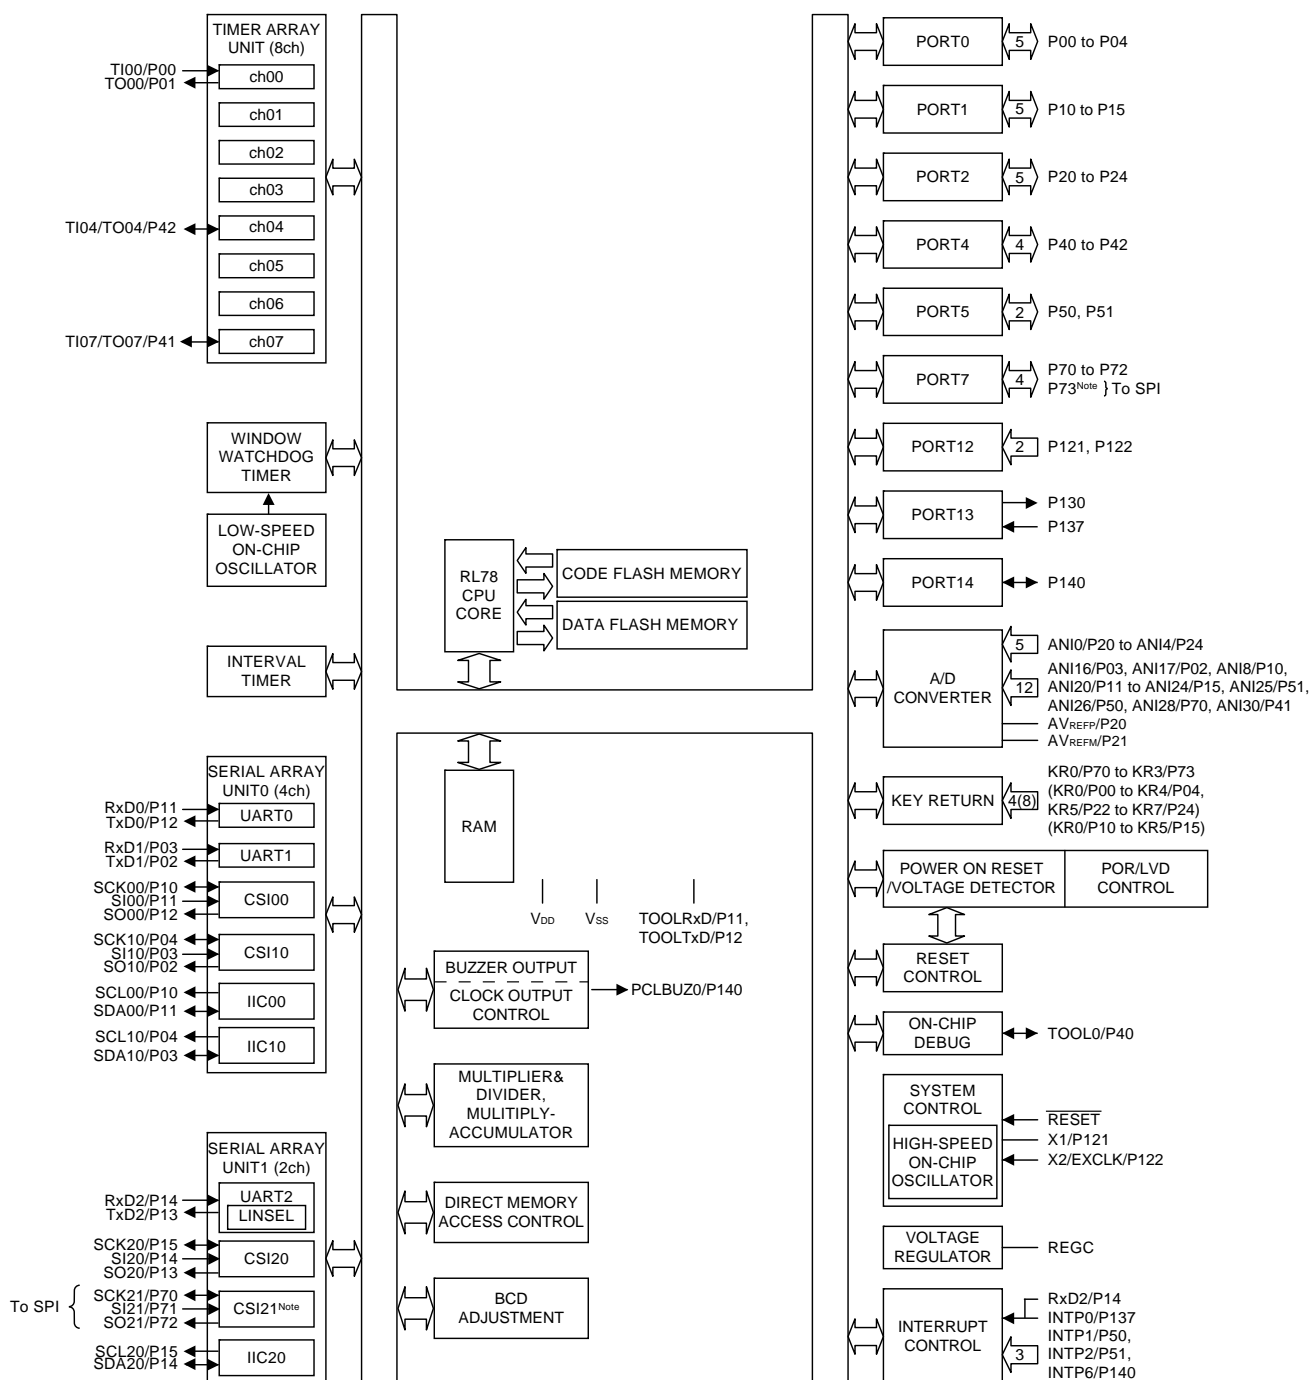 TIMER ARRAY
UNIT (8ch)
TI00/P00
TO00/P01
ch00
ch01
ch02
ch03
TI04/TO04/P42
ch04
ch05
ch06
TI07/TO07/P41
ch07
WINDOW
WATCHDOG
TIMER
LOW-SPEED
ON-CHIP
OSCILLATOR
INTERVAL
TIMER
SERIAL ARRAY
UNIT0 (4ch)
RxD0/P11
TxD0/P12
UART0
RxD1/P03
TxD1/P02
UART1
SCK00/P10
SI00/P11
SO00/P12
CSI00
SCK10/P04
SI10/P03
SO10/P02
CSI10
SCL00/P10
SDA00/P11
IIC00
SCL10/P04
SDA10/P03
IIC10
SERIAL ARRAY
UNIT1 (2ch)
RxD2/P14
TxD2/P13
UART2
LINSEL
SCK20/P15
SI20/P14
SO20/P13
CSI20
To SPI {
SCK21/P70
SI21/P71
SO21/P72
CSI21Note
SCL20/P15
SDA20/P14
IIC20
RL78
CPU
CORE
CODE FLASH MEMORY
DATA FLASH MEMORY
RAM
VDD
VSS
TOOLRxD/P11,
TOOLTxD/P12
BUZZER OUTPUT
CLOCK OUTPUT
CONTROL
PCLBUZ0/P140
MULTIPLIER&
DIVIDER,
MULITIPLY-
ACCUMULATOR
DIRECT MEMORY
ACCESS CONTROL
BCD
ADJUSTMENT
PORT0
5
P00 to P04
PORT1
5
P10 to P15
PORT2
5
P20 to P24
PORT4
4
P40 to P42
PORT5
2
P50, P51
PORT7
4
P70 to P72
P73Note } To SPI
PORT12
2
P121, P122
PORT13
P130
P137
PORT14
P140
A/D
CONVERTER
5
ANI0/P20 to ANI4/P24
12
ANI16/P03, ANI17/P02, ANI8/P10,
ANI20/P11 to ANI24/P15, ANI25/P51,
ANI26/P50, ANI28/P70, ANI30/P41
AVREFP/P20
AVREFM/P21
KEY RETURN
4(8)
KR0/P70 to KR3/P73
(KR0/P00 to KR4/P04,
KR5/P22 to KR7/P24)
(KR0/P10 to KR5/P15)
POWER ON RESET
/VOLTAGE DETECTOR
POR/LVD
CONTROL
RESET
CONTROL
ON-CHIP
DEBUG
TOOL0/P40
SYSTEM
CONTROL
HIGH-SPEED
ON-CHIP
OSCILLATOR
RESET
X1/P121
X2/EXCLK/P122
VOLTAGE
REGULATOR
REGC
INTERRUPT
CONTROL
RxD2/P14
INTP0/P137
3
INTP1/P50,
INTP2/P51,
INTP6/P140